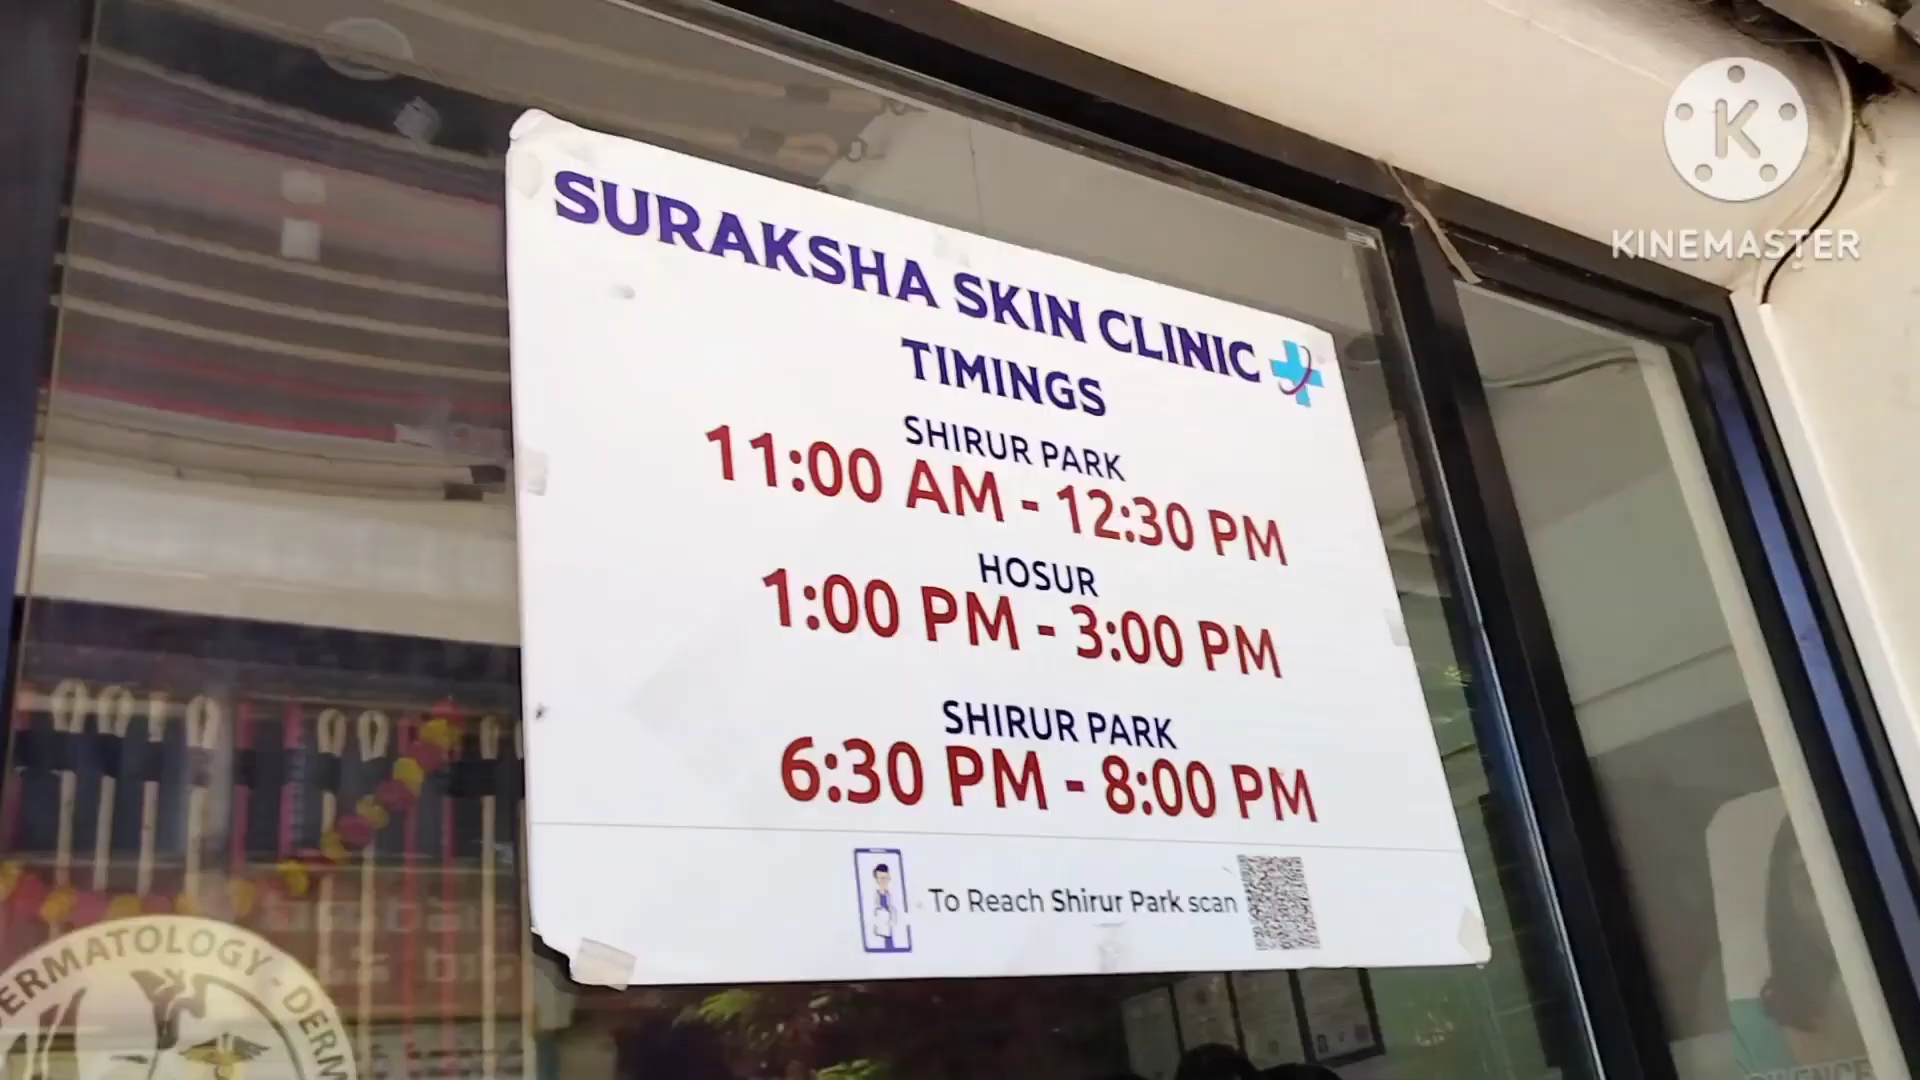 SURAKSHA SKIN CLINIC
TIMINGS
SHIRUR PARK
11:00 AM - 12:30 PM
HOSUR
1:00 PM - 3:00 PM
SHIRUR PARK
6:30 PM - 8:00 PM
To Reach Shirur Park scan
K
KINEMASTER
DERMATOLOGY